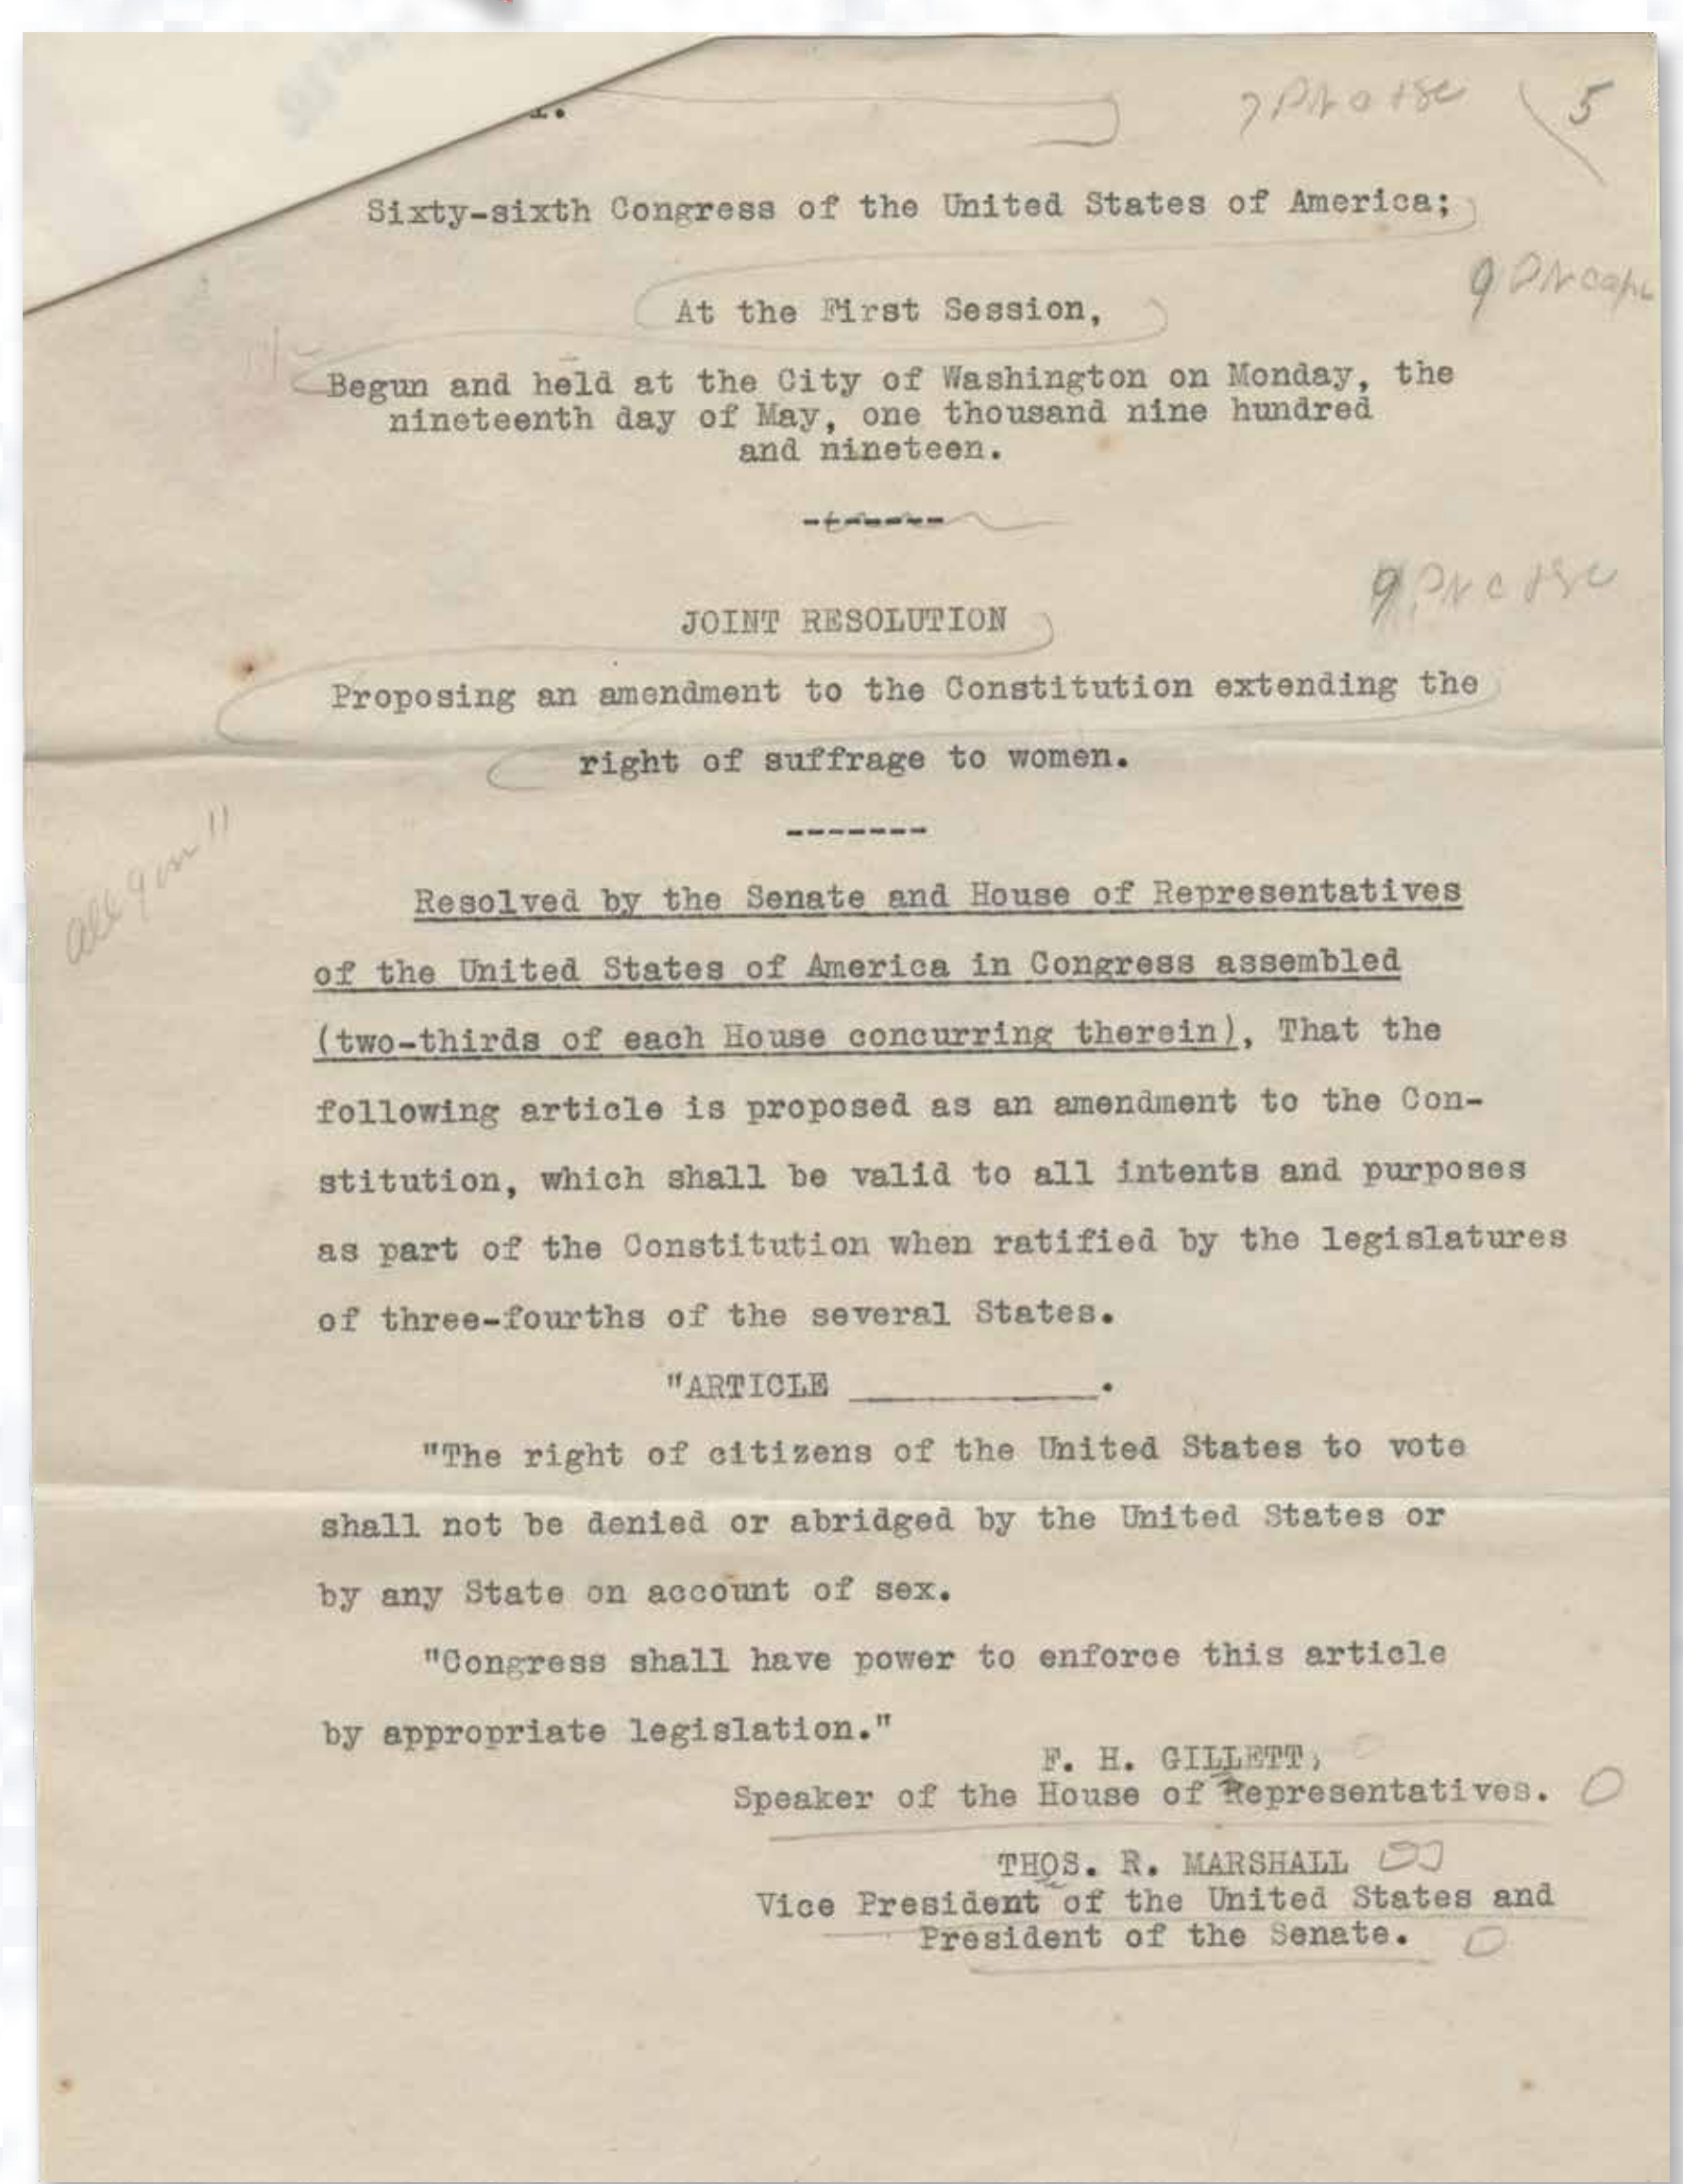 5
Sixty-sixth Congress of the United States of America;
At the First Session,
Begun and held at the City of Washington on Monday, the
nineteenth day of May, one thousand nine hundred
and nineteen.
-------
JOINT RESOLUTION
Proposing an amendment to the Constitution extending the
right of suffrage to women.
-------
Resolved by the Senate and House of Representatives
of the United States of America in Congress assembled
(two-thirds of each House concurring therein), That the
following article is proposed as an amendment to the Con-
stitution, which shall be valid to all intents and purposes
as part of the Constitution when ratified by the legislatures
of three-fourths of the several States.
"ARTICLE __________.
"The right of citizens of the United States to vote
shall not be denied or abridged by the United States or
by any State on account of sex.
"Congress shall have power to enforce this article
by appropriate legislation."
F. H. GILLETT,
Speaker of the House of Representatives.
THOS. R. MARSHALL
Vice President of the United States and
President of the Senate.